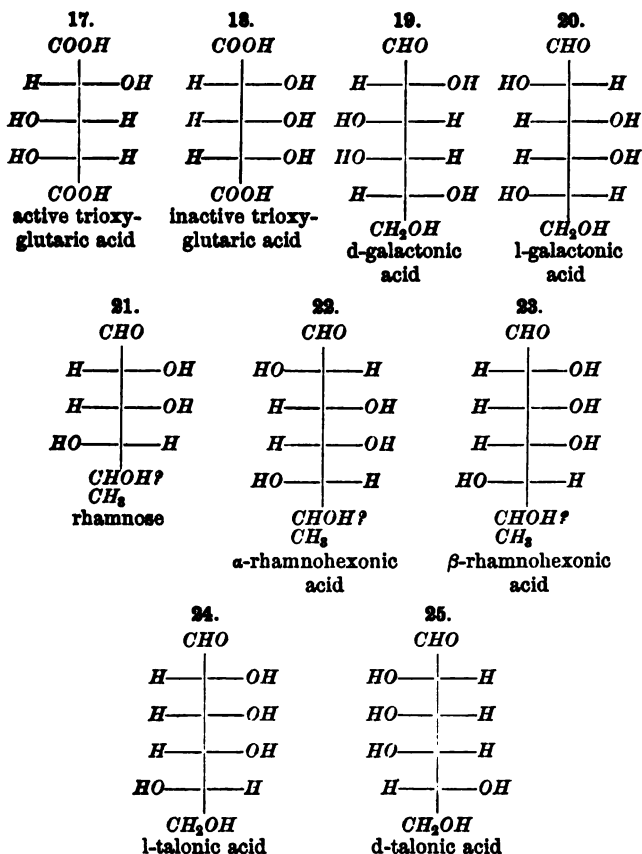 17. 18. 19. 20.
COOH COOH CHO CHO
H OH H OH H OH HO H
HO H H OH HO H H OH
HO H H OH HO H H OH
COOH COOH H OH HO H
active trioxy- inactive trioxy- CH₂OH CH₂OH
glutaric acid glutaric acid d-galactonic l-galactonic
acid acid
21. 22. 23.
CHO CHO CHO
H OH HO H H OH
H OH H OH H OH
HO H H OH H OH
CHOH? HO H HO H
CH₃ CHOH? CHOH?
rhamnose CH₃ CH₃
α-rhamnohexonic β-rhamnohexonic
acid acid
24. 25.
CHO CHO
H OH HO H
H OH HO H
H OH HO H
HO H H OH
CH₂OH CH₂OH
l-talonic acid d-talonic acid